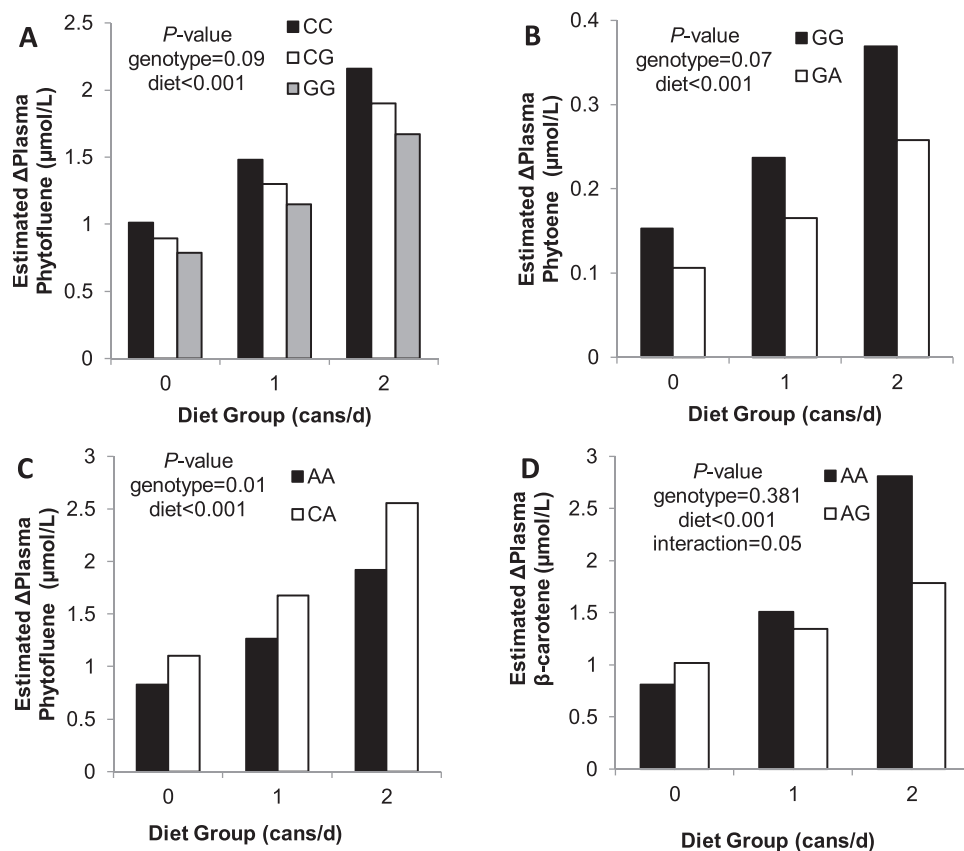 A
P-value
genotype=0.09
diet<0.001
CC
CG
GG
Estimated ΔPlasma
Phytofluene (µmol/L)
2.5
2
1.5
1
0.5
0
0 1 2
Diet Group (cans/d)
B
P-value
genotype=0.07
diet<0.001
GG
GA
Estimated ΔPlasma
Phytoene (µmol/L)
0.4
0.3
0.2
0.1
0
0 1 2
Diet Group (cans/d)
C
P-value
genotype=0.01
diet<0.001
AA
CA
Estimated ΔPlasma
Phytofluene (µmol/L)
3
2.5
2
1.5
1
0.5
0
0 1 2
Diet Group (cans/d)
D
P-value
genotype=0.381
diet<0.001
interaction=0.05
AA
AG
Estimated ΔPlasma
β-carotene (µmol/L)
3
2.5
2
1.5
1
0.5
0
0 1 2
Diet Group (cans/d)